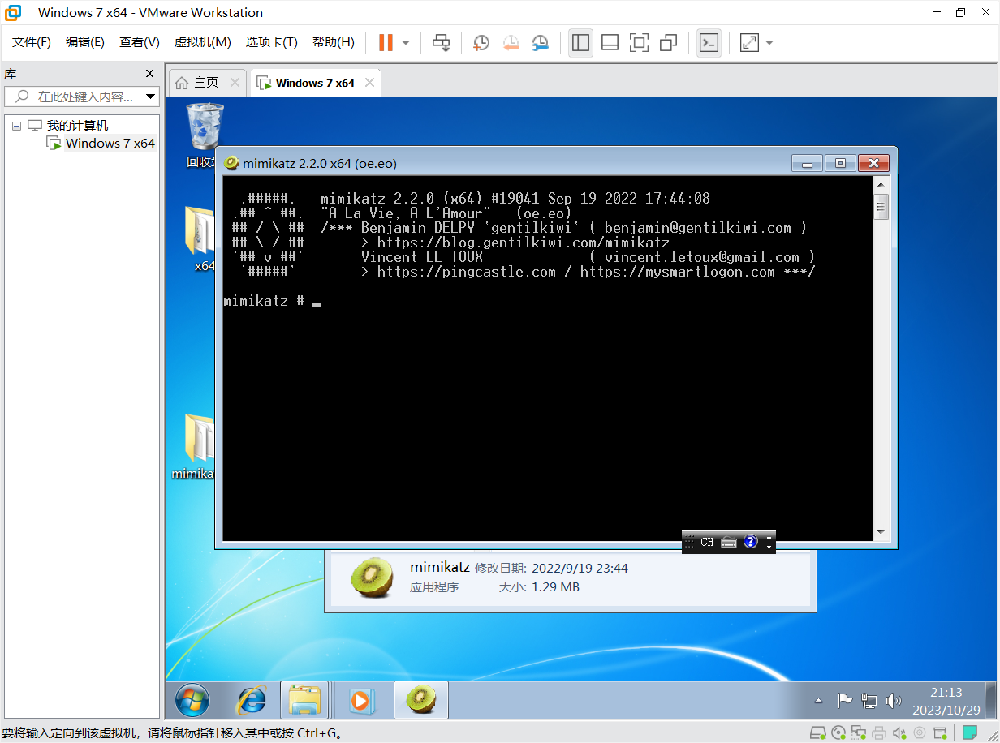 Windows 7 x64 - VMware Workstation
文件(F) 编辑(E) 查看(V) 虚拟机(M) 选项卡(T) 帮助(H)
库
在此处键入内容...
我的计算机
Windows 7 x64
主页
Windows 7 x64
回收
x64
mimika
mimikatz 2.2.0 x64 (oe.eo)
.#####. mimikatz 2.2.0 (x64) #19041 Sep 19 2022 17:44:08
.## ^ ##. "A La Vie, A L'Amour" - (oe.eo)
## / \ ## /*** Benjamin DELPY `gentilkiwi` ( benjamin@gentilkiwi.com )
## \ / ## > https://blog.gentilkiwi.com/mimikatz
'## v ##' Vincent LE TOUX ( vincent.letoux@gmail.com )
'#####' > https://pingcastle.com / https://mysmartlogon.com ***/
mimikatz # _
CH
mimikatz 修改日期: 2022/9/19 23:44
应用程序 大小: 1.29 MB
21:13
2023/10/29
要将输入定向到该虚拟机，请将鼠标指针移入其中或按 Ctrl+G。